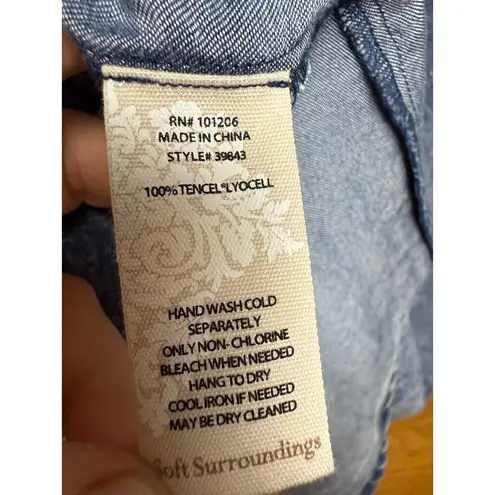 RN# 101206
MADE IN CHINA
STYLE# 39843
100% TENCEL®LYOCELL
HAND WASH COLD
SEPARATELY
ONLY NON- CHLORINE
BLEACH WHEN NEEDED
HANG TO DRY
COOL IRON IF NEEDED
MAY BE DRY CLEANED
Soft Surroundings